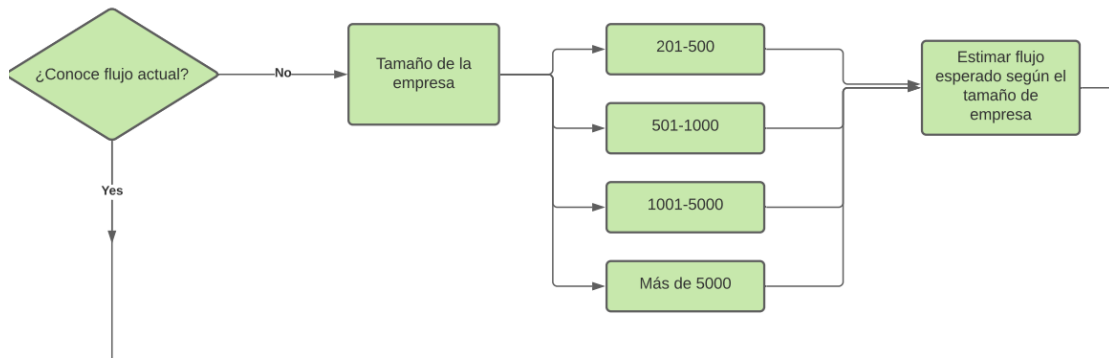 ¿Conoce flujo actual?
No
Yes
Tamaño de la
empresa
201-500
501-1000
1001-5000
Más de 5000
Estimar flujo
esperado según el
tamaño de
empresa